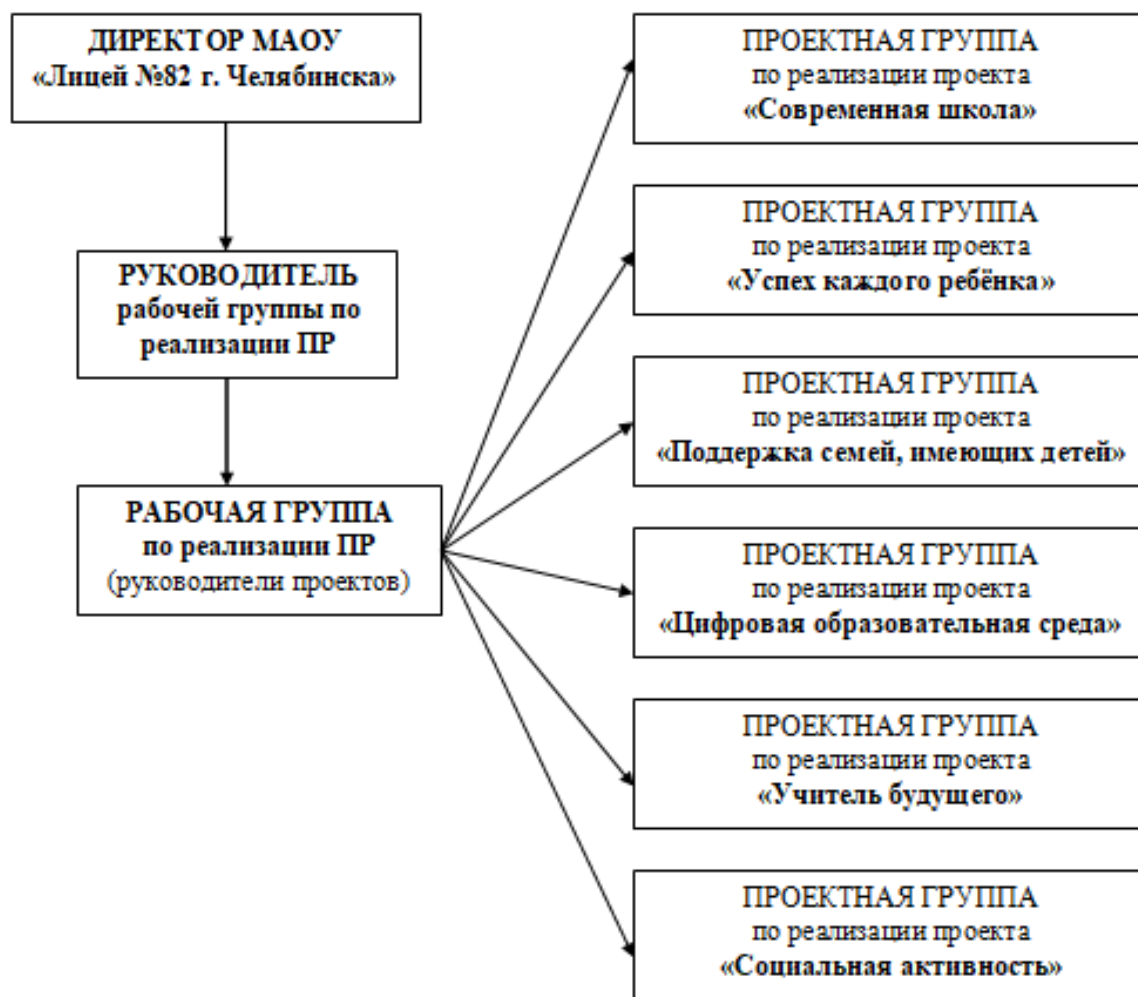 ДИРЕКТОР МАОУ
«Лицей №82 г. Челябинска»
РУКОВОДИТЕЛЬ
рабочей группы по
реализации ПР
РАБОЧАЯ ГРУППА
по реализации ПР
(руководители проектов)
ПРОЕКТНАЯ ГРУППА
по реализации проекта
«Современная школа»
ПРОЕКТНАЯ ГРУППА
по реализации проекта
«Успех каждого ребёнка»
ПРОЕКТНАЯ ГРУППА
по реализации проекта
«Поддержка семей, имеющих детей»
ПРОЕКТНАЯ ГРУППА
по реализации проекта
«Цифровая образовательная среда»
ПРОЕКТНАЯ ГРУППА
по реализации проекта
«Учитель будущего»
ПРОЕКТНАЯ ГРУППА
по реализации проекта
«Социальная активность»